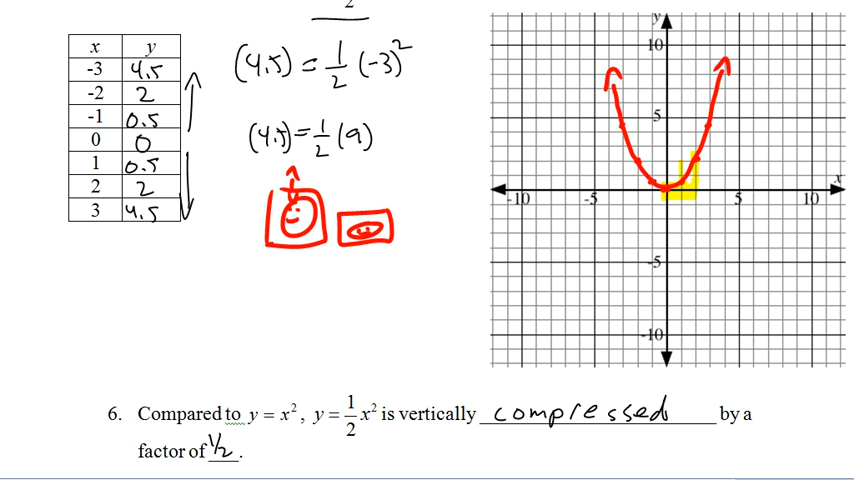 2
x y
-3 4.5
-2 2
-1 0.5
0 0
1 0.5
2 2
3 4.5
(4.5) = 1/2 (-3)²
(4.5) = 1/2 (9)
y
10
5
-10 -5 5 10 x
-5
-10
6. Compared to y = x², y = 1/2 x² is vertically compressed by a
factor of 1/2.